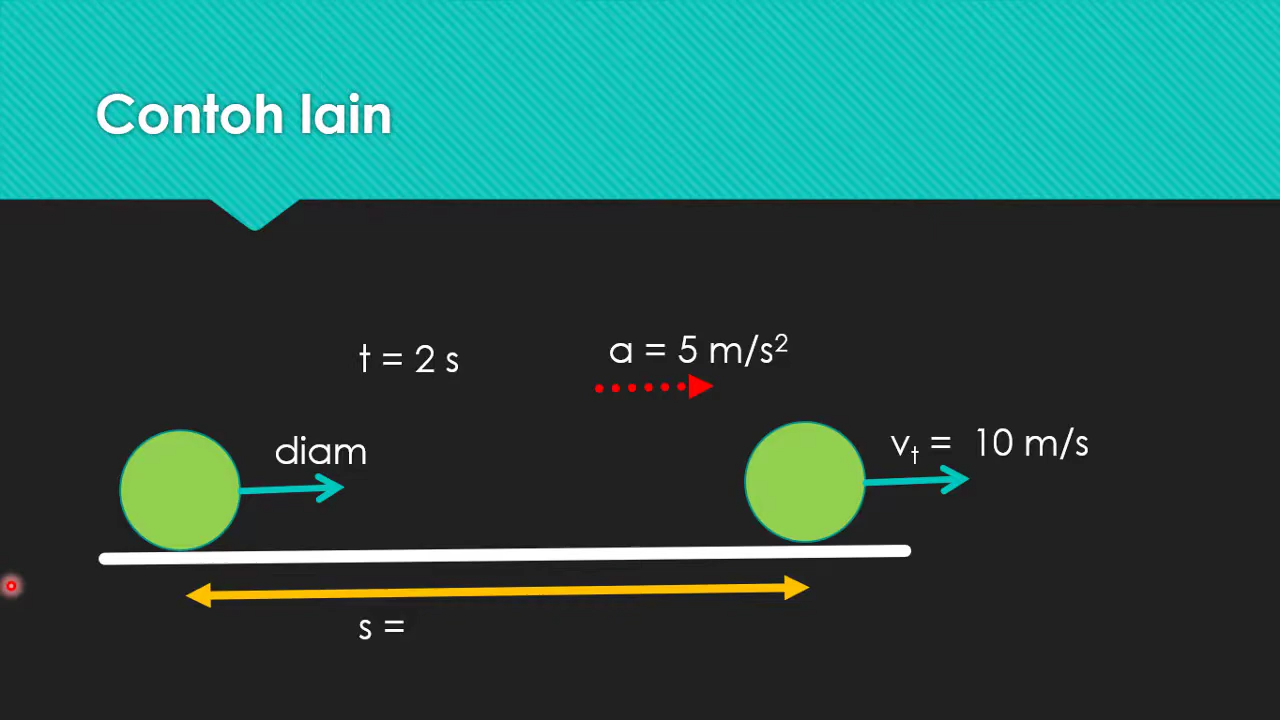 Contoh lain
t = 2 s
a = 5 m/s²
diam
vₜ = 10 m/s
s =